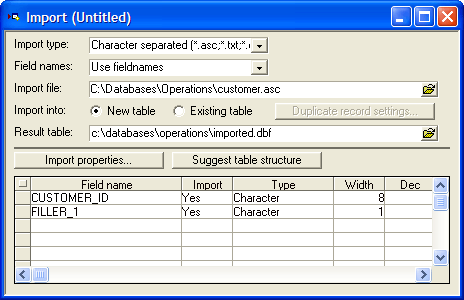 Import (Untitled)
Import type: Character separated (*.asc;*.txt;*.
Field names: Use fieldnames
Import file: C:\Databases\Operations\customer.asc
Import into: New table Existing table Duplicate record settings...
Result table: c:\databases\operations\imported.dbf
Import properties... Suggest table structure
Field name Import Type Width Dec
CUSTOMER_ID Yes Character 8
FILLER_1 Yes Character 1